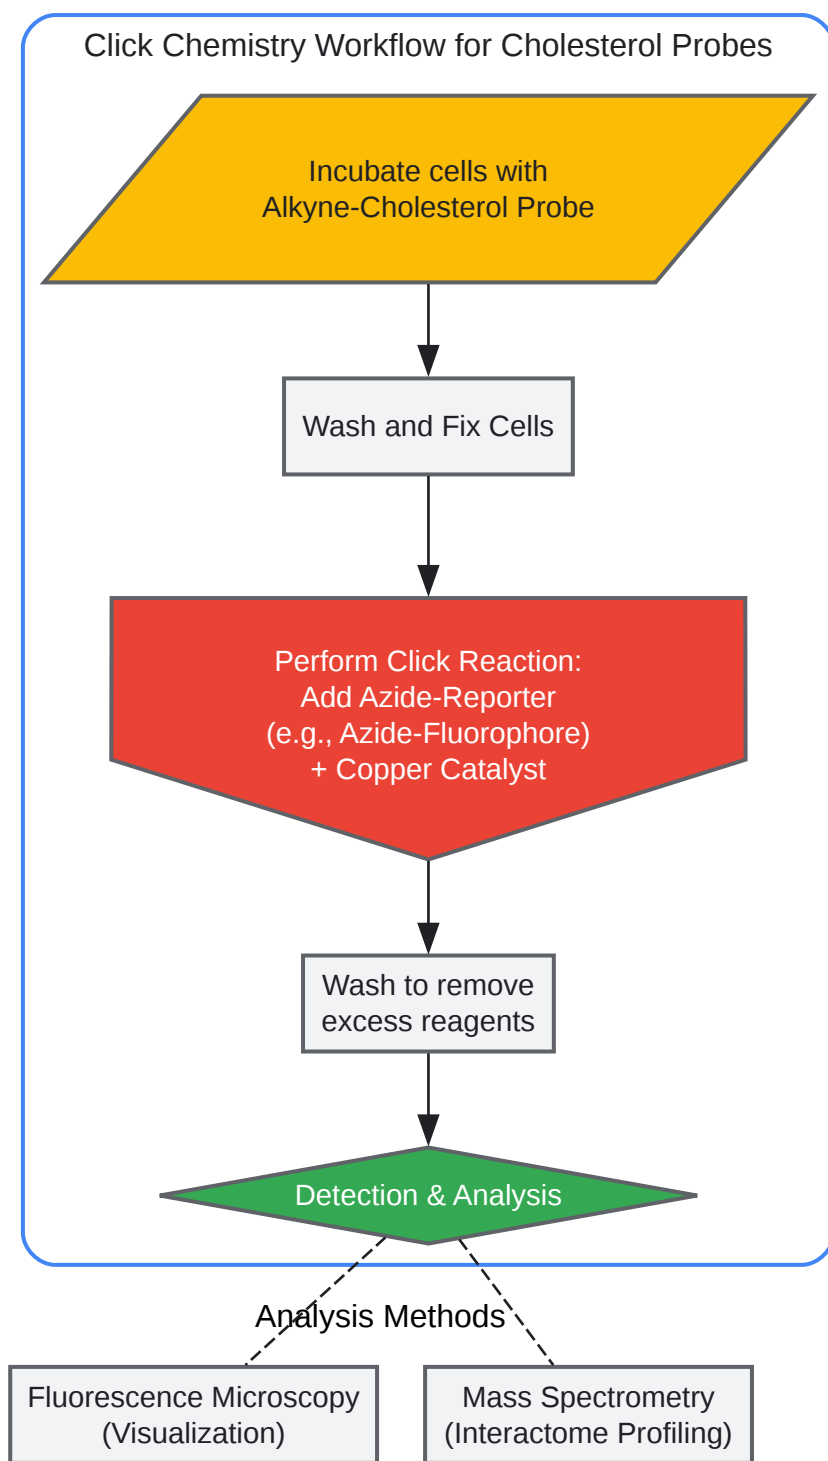 Click Chemistry Workflow for Cholesterol Probes
Incubate cells with
Alkyne-Cholesterol Probe
Wash and Fix Cells
Perform Click Reaction:
Add Azide-Reporter
(e.g., Azide-Fluorophore)
+ Copper Catalyst
Wash to remove
excess reagents
Detection & Analysis
Analysis Methods
Fluorescence Microscopy
(Visualization)
Mass Spectrometry
(Interactome Profiling)